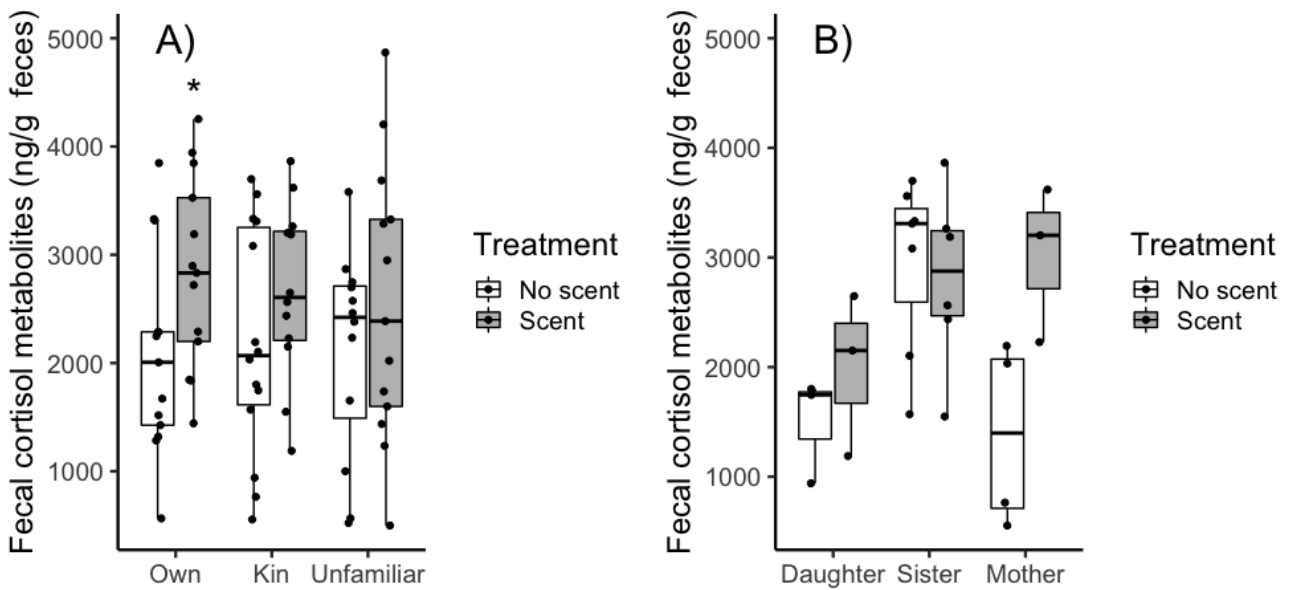 A)
*
Fecal cortisol metabolites (ng/g feces)
5000
4000
3000
2000
1000
Own Kin Unfamiliar
Treatment
No scent
Scent
B)
Fecal cortisol metabolites (ng/g feces)
5000
4000
3000
2000
1000
Daughter Sister Mother
Treatment
No scent
Scent